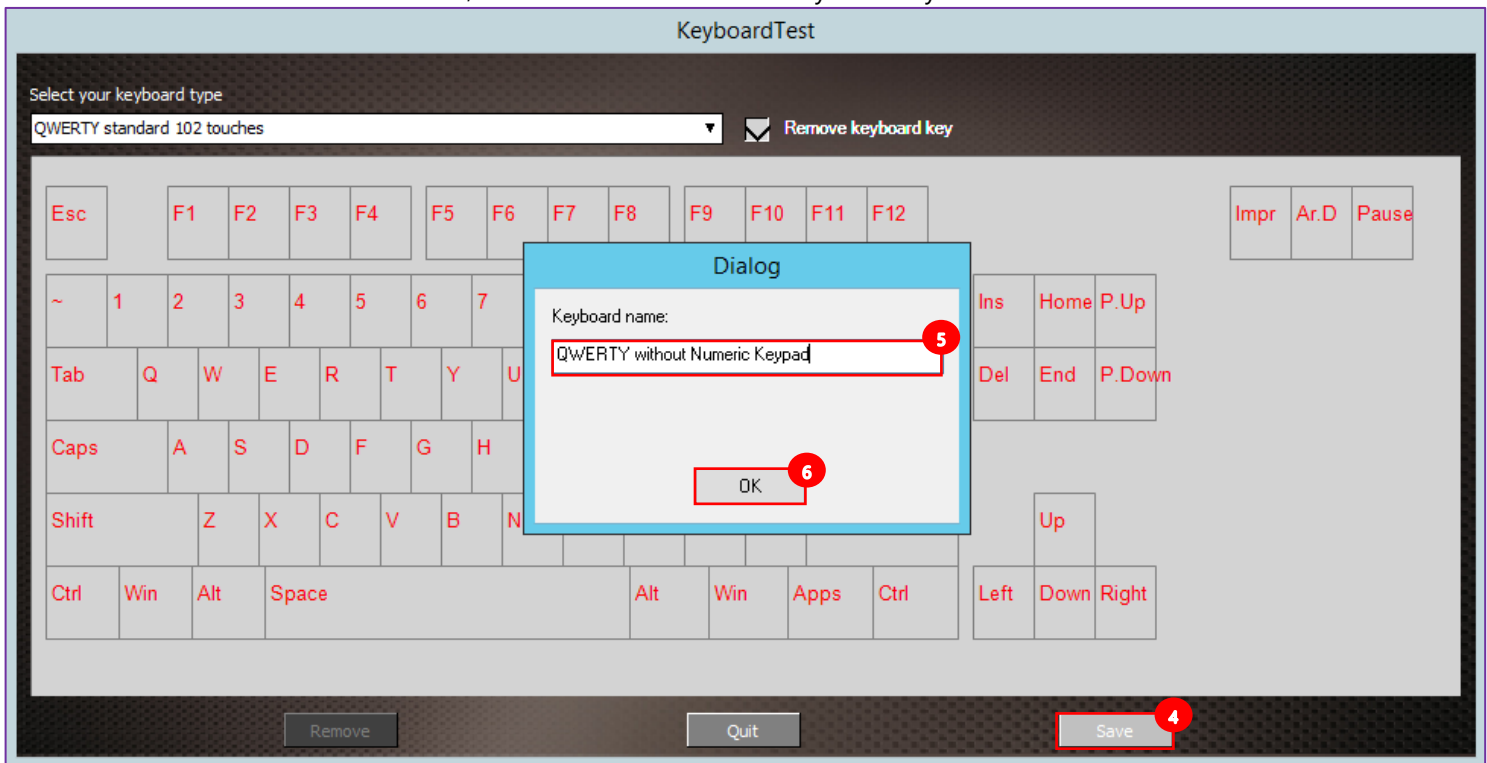 KeyboardTest
Select your keyboard type
QWERTY standard 102 touches Remove keyboard key
Esc F1 F2 F3 F4 F5 F6 F7 F8 F9 F10 F11 F12 Impr Ar.D Pause
Dialog
~ 1 2 3 4 5 6 7 Ins Home P.Up
Keyboard name:
5
QWERTY without Numeric Keypad
Tab Q W E R T Y U Del End P.Down
Caps A S D F G H
6
OK
Shift Z X C V B N Up
Ctrl Win Alt Space Alt Win Apps Ctrl Left Down Right
4
Remove Quit Save